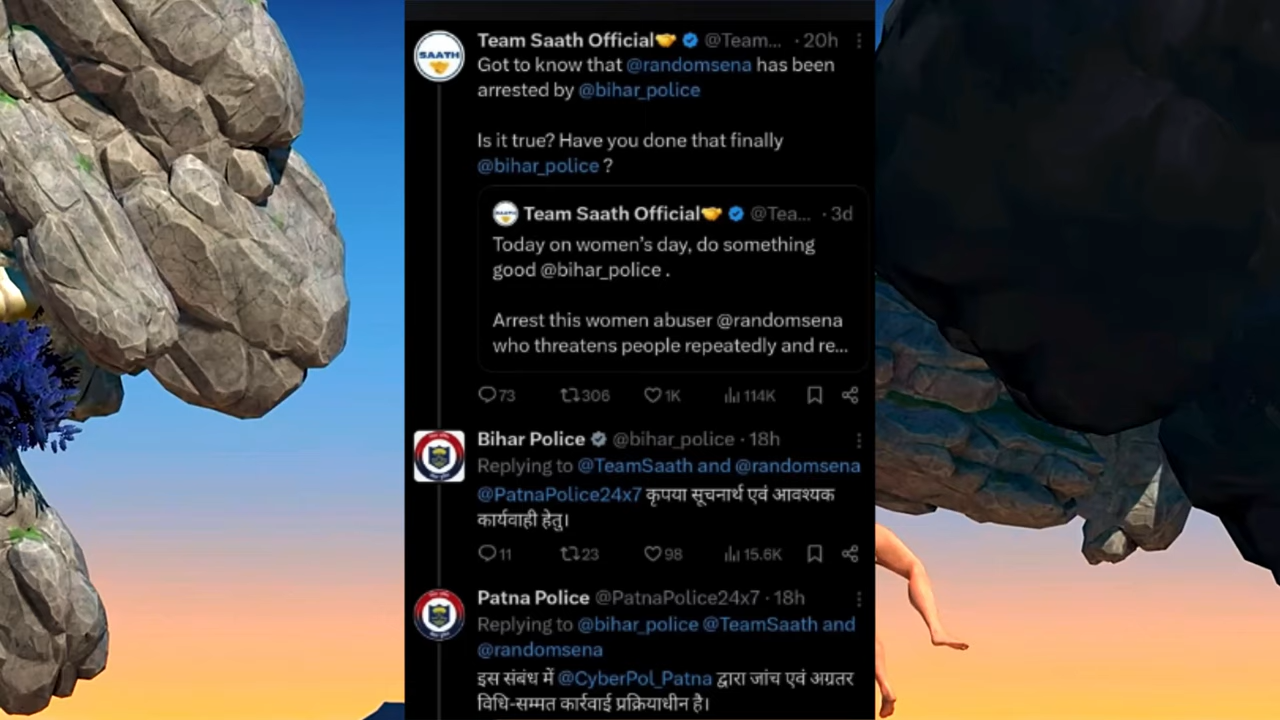 Team Saath Official🤝 @Team... · 20h
SAATH
Got to know that @randomsena has been
arrested by @bihar_police
Is it true? Have you done that finally
@bihar_police ?
SAATH
Team Saath Official🤝 @Tea... · 3d
Today on women's day, do something
good @bihar_police .
Arrest this women abuser @randomsena
who threatens people repeatedly and re...
73 306 1K 114K
Bihar Police @bihar_police · 18h
Replying to @TeamSaath and @randomsena
@PatnaPolice24x7 कृपया सूचनार्थ एवं आवश्यक
कार्यवाही हेतु।
11 23 98 15.6K
Patna Police @PatnaPolice24x7 · 18h
Replying to @bihar_police @TeamSaath and
@randomsena
इस संबंध में @CyberPol_Patna द्वारा जांच एवं अग्रतर
विधि-सम्मत कार्रवाई प्रक्रियाधीन है।